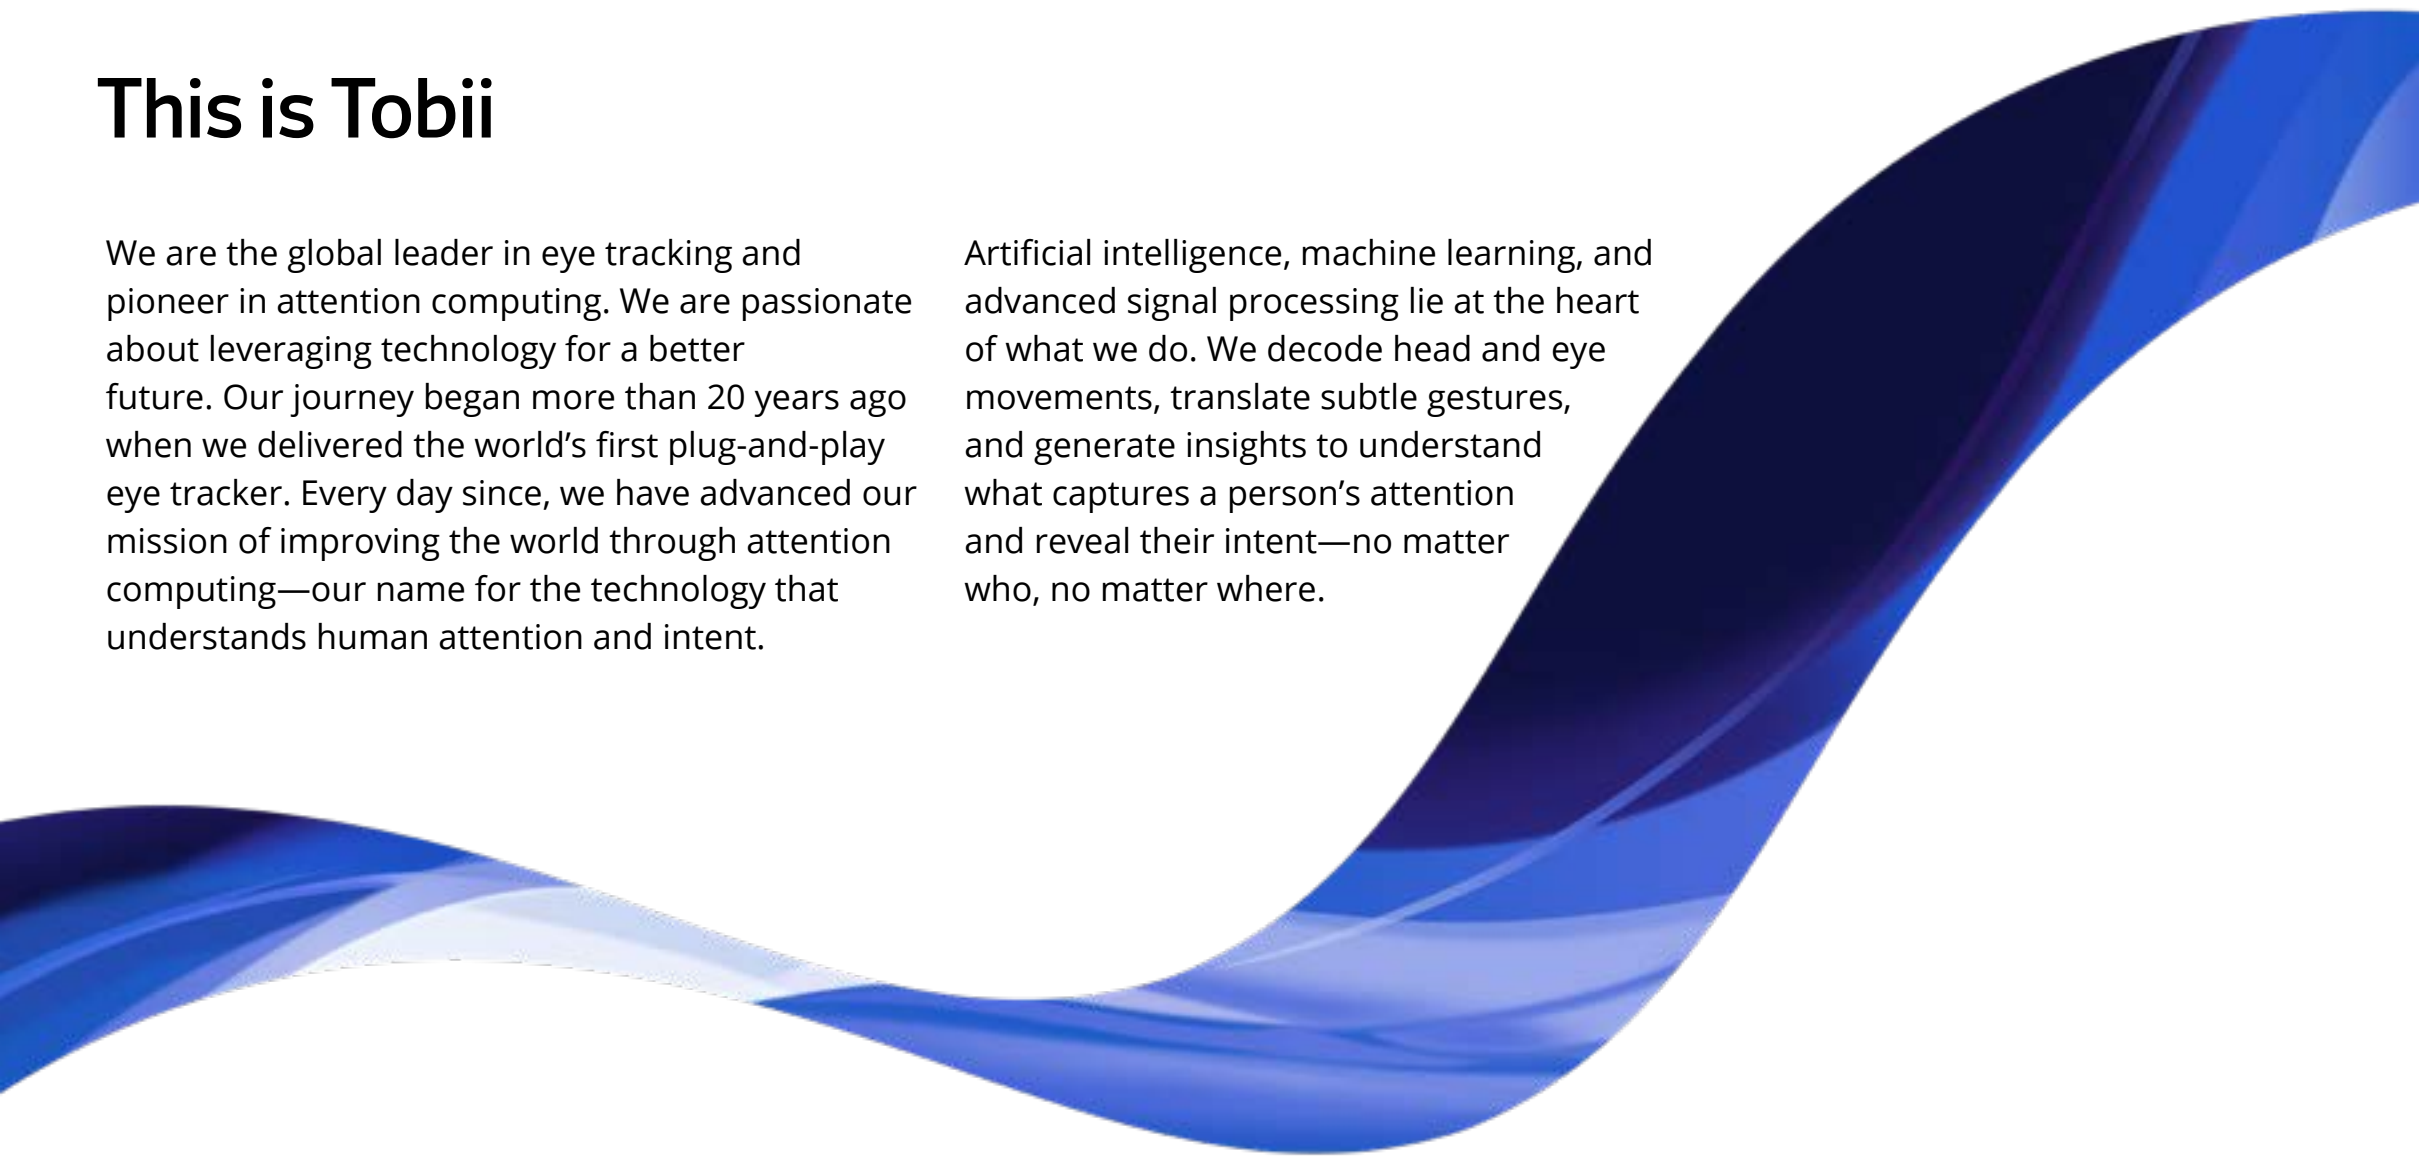 This is Tobii
We are the global leader in eye tracking and
pioneer in attention computing. We are passionate
about leveraging technology for a better
future. Our journey began more than 20 years ago
when we delivered the world’s first plug-and-play
eye tracker. Every day since, we have advanced our
mission of improving the world through attention
computing—our name for the technology that
understands human attention and intent.
Artificial intelligence, machine learning, and
advanced signal processing lie at the heart
of what we do. We decode head and eye
movements, translate subtle gestures,
and generate insights to understand
what captures a person’s attention
and reveal their intent—no matter
who, no matter where.